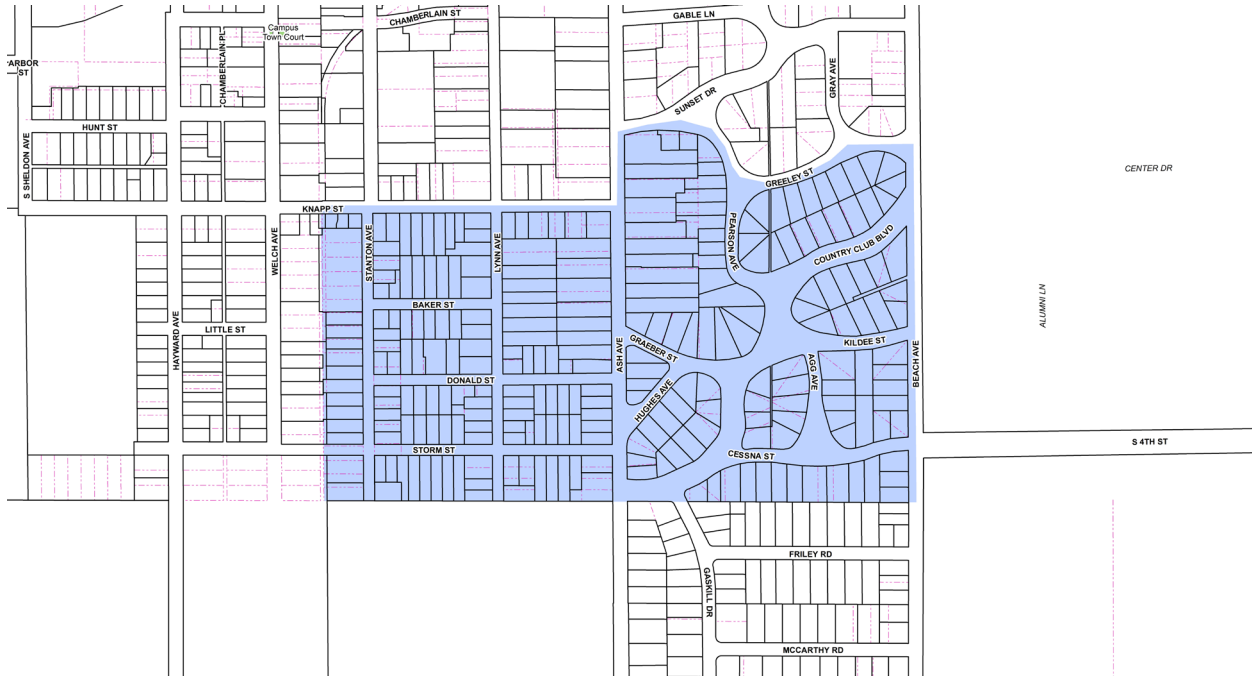 CHAMBERLAIN ST
GABLE LN
Campus
Town Court
CHAMBERLAIN PL
ARBOR
ST
GRAY AVE
SUNSET DR
HUNT ST
S SHELDON AVE
CENTER DR
GREELEY ST
KNAPP ST
PEARSON AVE
WELCH AVE
STANTON AVE
LYNN AVE
COUNTRY CLUB BLVD
BAKER ST
ALUMNI LN
LITTLE ST
HAYWARD AVE
ASH AVE
GRAEBER ST
KILDEE ST
BEACH AVE
AGG AVE
DONALD ST
HUGHES AVE
STORM ST
CESSNA ST
S 4TH ST
FRILEY RD
GASKILL DR
MCCARTHY RD